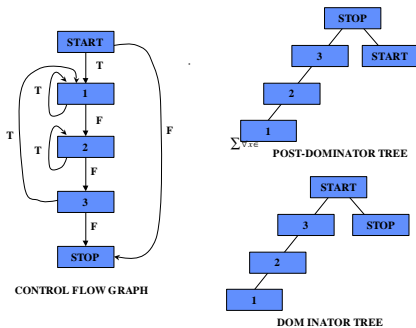 START
T
1
T
F
2
T
F
3
T
F
F
STOP
CONTROL FLOW GRAPH
STOP
3
START
2
1
∑∀x∈
POST-DOMINATOR TREE
START
3
STOP
2
1
DOM INATOR TREE